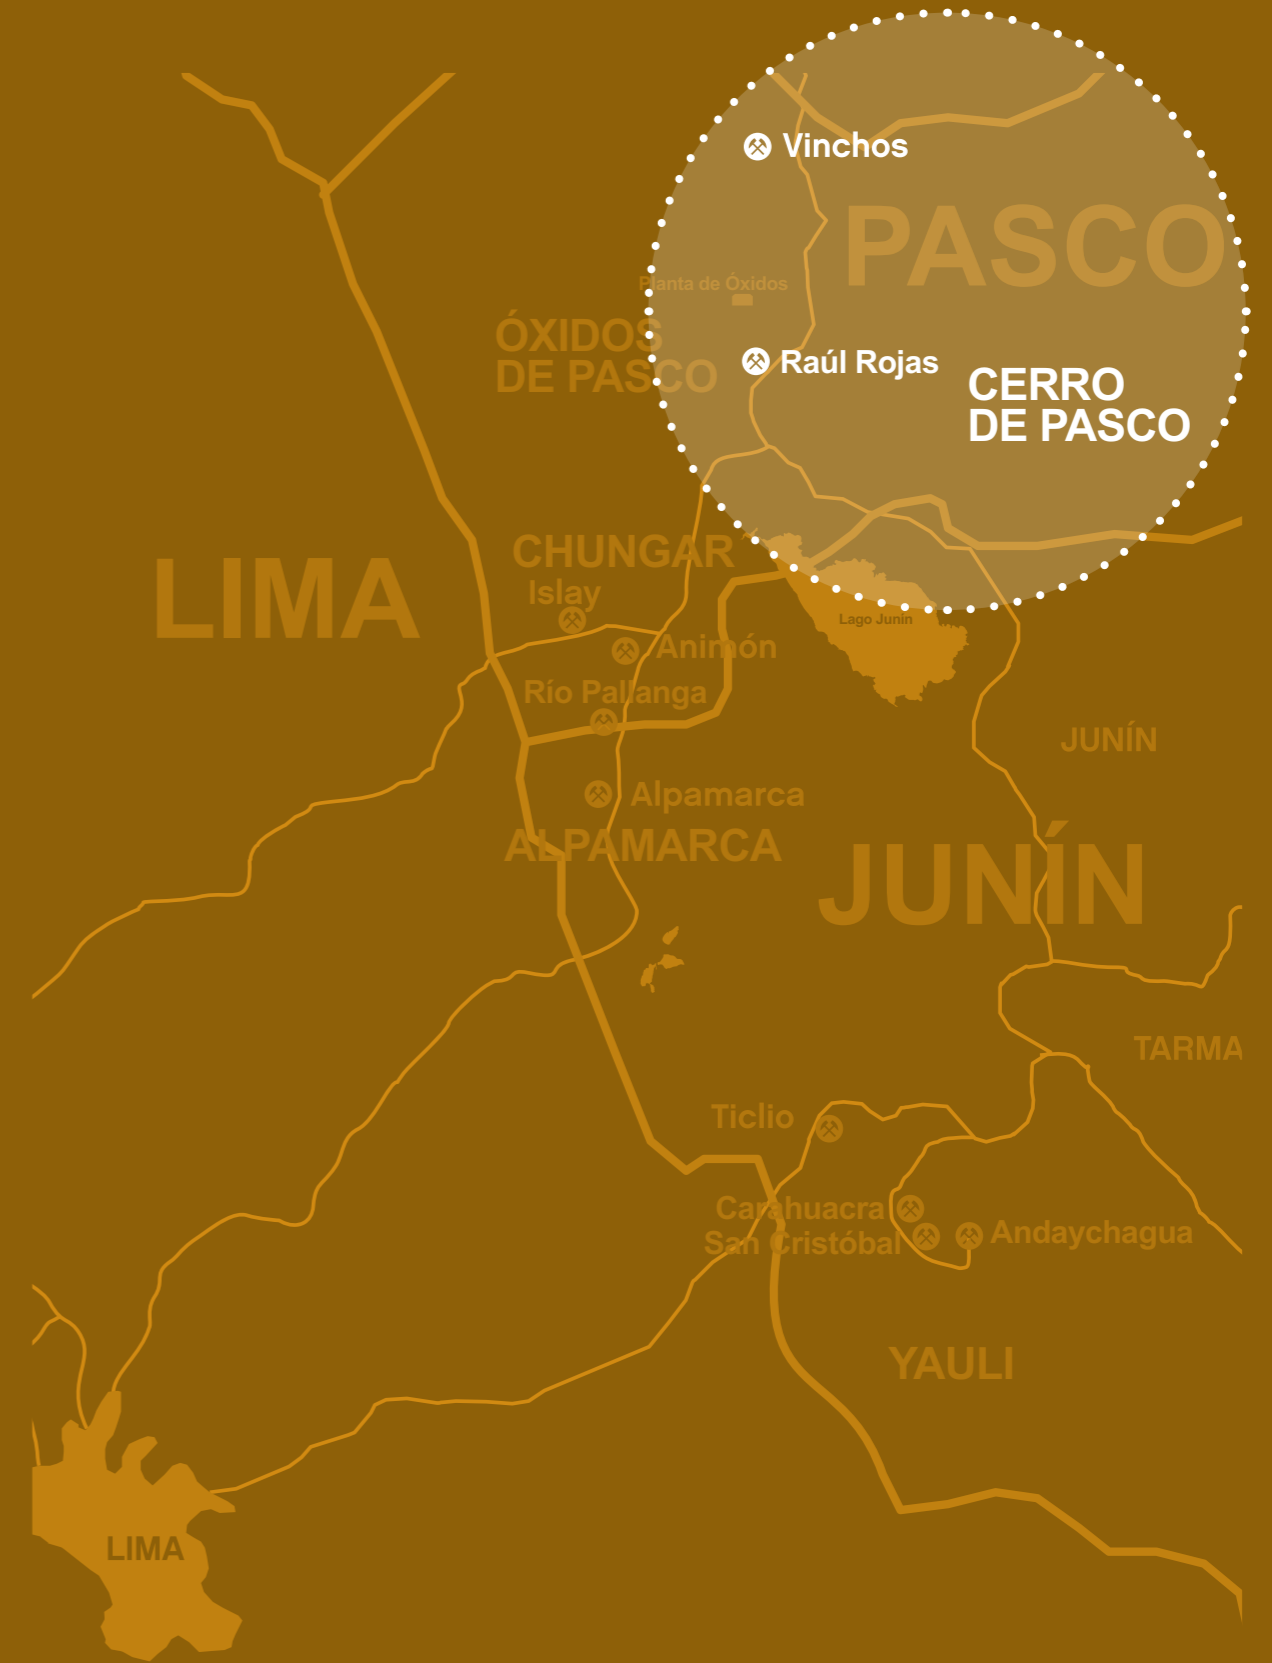 Vinchos
PASCO
Planta de Óxidos
ÓXIDOS
DE PASCO
Raúl Rojas
CERRO
DE PASCO
LIMA
CHUNGAR
Islay
Lago Junín
Animón
Río Pallanga
JUNÍN
Alpamarca
ALPAMARCA
JUNÍN
TARMA
Ticlio
Carahuacra
San Cristóbal
Andaychagua
YAULI
LIMA